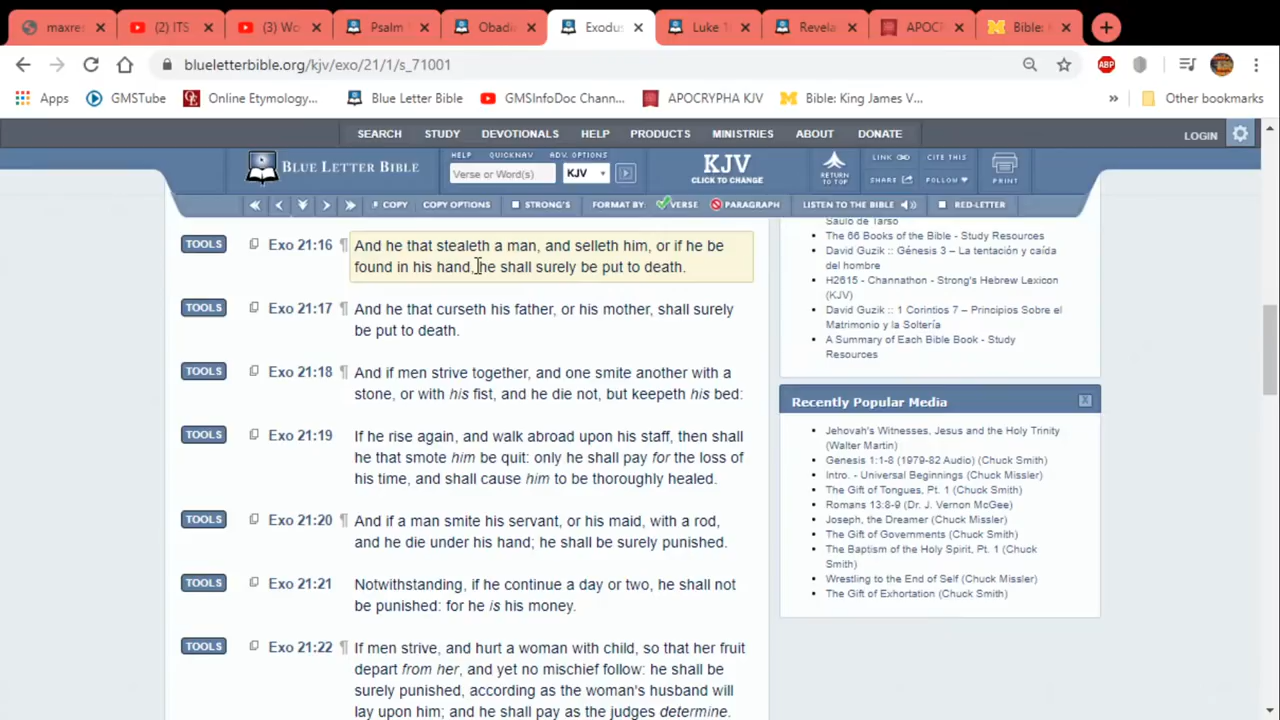 maxres
(2) ITS
(3) Wo
Psalm
Obadi
Exodus
Luke 1
Revela
APOCR
Bible: K
blueletterbible.org/kjv/exo/21/1/s_71001
Apps GMSTube Online Etymology... Blue Letter Bible GMSInfoDoc Chann... APOCRYPHA KJV Bible: King James V... » Other bookmarks
SEARCH STUDY DEVOTIONALS HELP PRODUCTS MINISTRIES ABOUT DONATE LOGIN
BLUE LETTER BIBLE
HELP QUICKNAV ADV. OPTIONS
Verse or Word(s) KJV
KJV
CLICK TO CHANGE
RETURN TO TOP
LINK CITE THIS
SHARE FOLLOW
PRINT
COPY COPY OPTIONS STRONG'S FORMAT BY VERSE PARAGRAPH LISTEN TO THE BIBLE RED-LETTER
TOOLS Exo 21:16 ¶ And he that stealeth a man, and selleth him, or if he be
found in his hand, he shall surely be put to death.
TOOLS Exo 21:17 ¶ And he that curseth his father, or his mother, shall surely
be put to death.
TOOLS Exo 21:18 ¶ And if men strive together, and one smite another with a
stone, or with his fist, and he die not, but keepeth his bed:
TOOLS Exo 21:19 If he rise again, and walk abroad upon his staff, then shall
he that smote him be quit: only he shall pay for the loss of
his time, and shall cause him to be thoroughly healed.
TOOLS Exo 21:20 ¶ And if a man smite his servant, or his maid, with a rod,
and he die under his hand; he shall be surely punished.
TOOLS Exo 21:21 Notwithstanding, if he continue a day or two, he shall not
be punished: for he is his money.
TOOLS Exo 21:22 ¶ If men strive, and hurt a woman with child, so that her fruit
depart from her, and yet no mischief follow: he shall be
surely punished, according as the woman's husband will
lay upon him; and he shall pay as the judges determine.
Saulo de Tarso
The 66 Books of the Bible - Study
Resources
David Guzik :: Génesis 3 – La tentación y caída
del hombre
H2615 - Channathon - Strong's Hebrew Lexicon
(KJV)
David Guzik :: 1 Corintios 7 – Principios Sobre el
Matrimonio y la Soltería
A Summary of Each Bible Book - Study
Resources
Recently Popular Media
Jehovah's Witnesses, Jesus and the Holy Trinity
(Walter Martin)
Genesis 1:1-8 (1979-82 Audio) (Chuck Smith)
Intro. - Universal Beginnings (Chuck Missler)
The Gift of Tongues, Pt. 1 (Chuck Smith)
Romans 13:8-9 (Dr. J. Vernon McGee)
Joseph, the Dreamer (Chuck Missler)
The Gift of Governments (Chuck Smith)
The Baptism of the Holy Spirit, Pt. 1 (Chuck
Smith)
Wrestling to the End of Self (Chuck Missler)
The Gift of Exhortation (Chuck Smith)